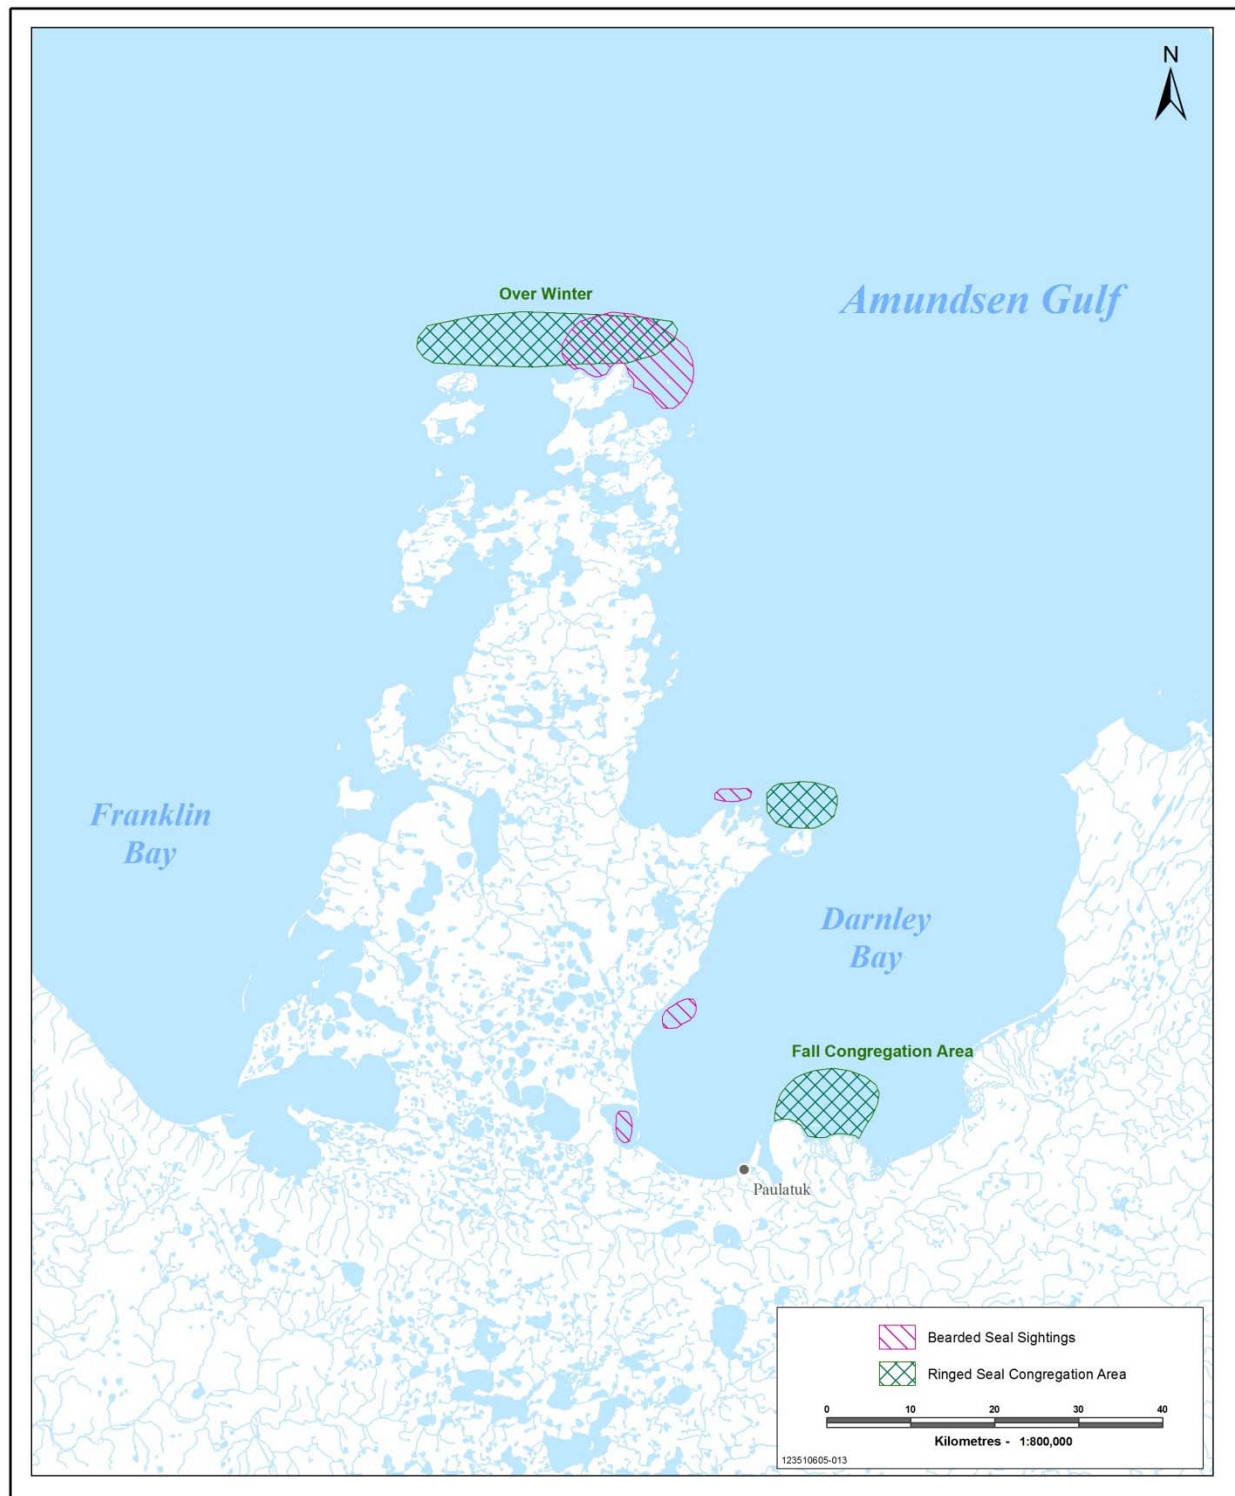 N
Over Winter
Amundsen Gulf
Franklin
Bay
Darnley
Bay
Fall Congregation Area
Paulatuk
Bearded Seal Sightings
Ringed Seal Congregation Area
0 10 20 30 40
Kilometres - 1:800,000
123510605-013